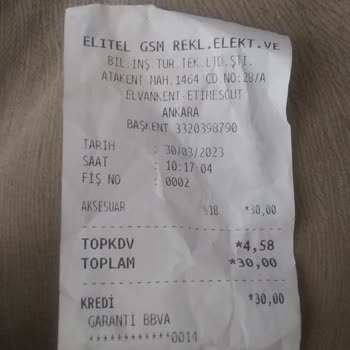 ELITEL GSM REKL.ELEKT.VE
BİL.İNŞ TUR.TEK.LTD.ŞTİ.
ATAKENT MAH.1464 CD NO:28/A
ELVANKENT-ETİMESGUT
ANKARA
BAŞKENT 3320398790
TARİH : 30/03/2023
SAAT : 10:17:04
FİŞ NO : 0002
AKSESUAR %18 *30,00
TOPKDV *4,58
TOPLAM *30,00
KREDİ *30,00
GARANTİ BBVA
************0014